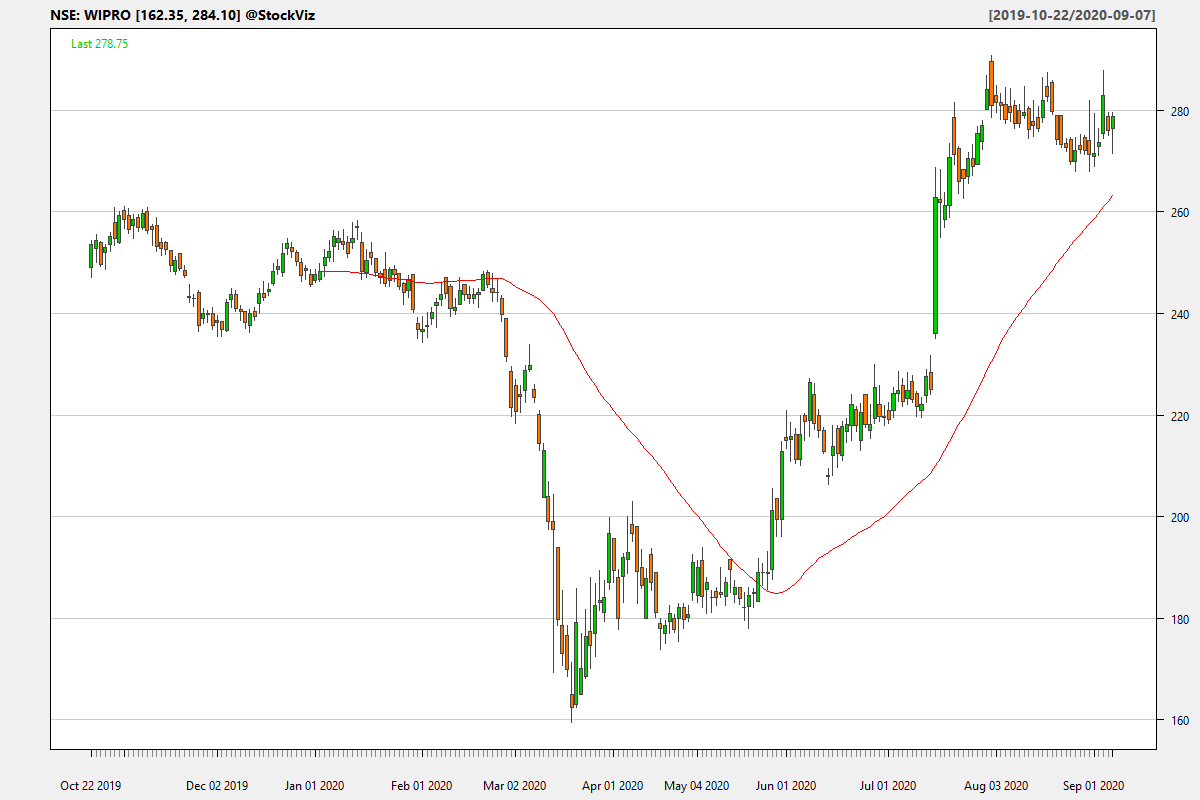 NSE: WIPRO [162.35, 284.10] @StockViz
[2019-10-22/2020-09-07]
Last 278.75
280
260
240
220
200
180
160
Oct 22 2019
Dec 02 2019
Jan 01 2020
Feb 01 2020
Mar 02 2020
Apr 01 2020
May 04 2020
Jun 01 2020
Jul 01 2020
Aug 03 2020
Sep 01 2020